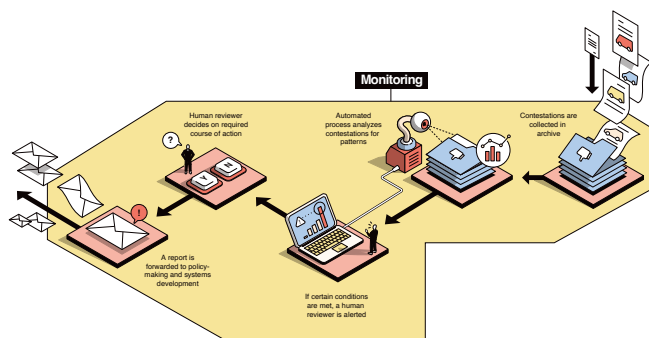 Monitoring
Human reviewer
decides on required
course of action
Automated
process analyzes
contestations for
patterns
Contestations are
collected in
archive
?
Y
N
!
A report is
forwarded to policy-
making and systems
development
If certain conditions
are met, a human
reviewer is alerted